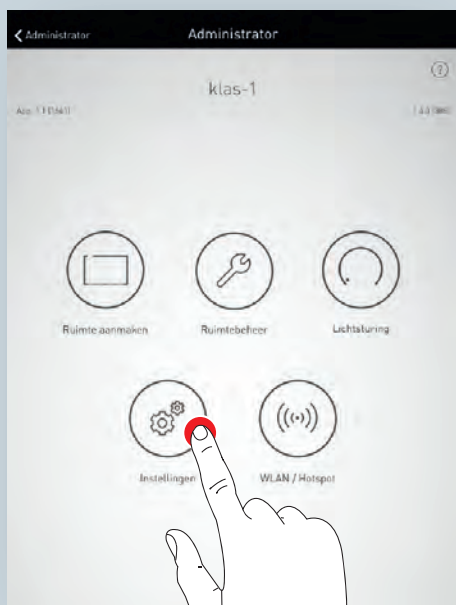 Administrator
Administrator
klas-1
Ruimte aanmaken
Ruimtebeheer
Lichtsturing
Instellingen
WLAN / Hotspot